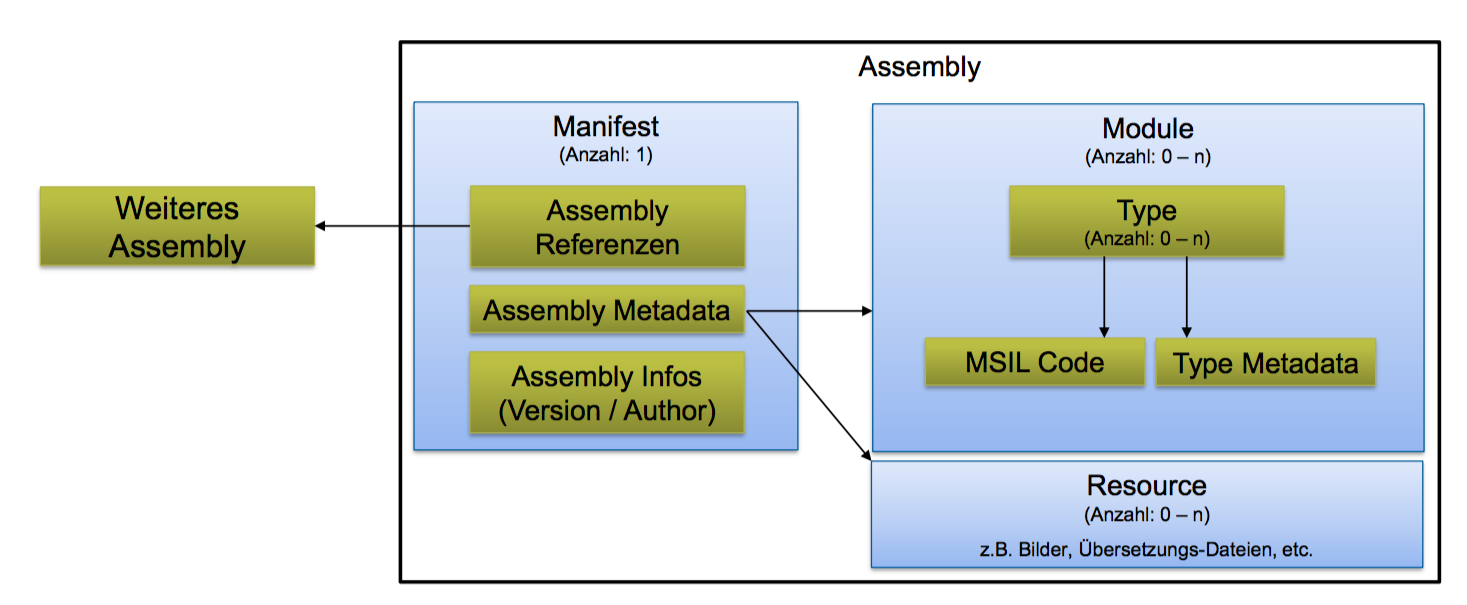 Assembly
Manifest
(Anzahl: 1)
Assembly
Referenzen
Assembly Metadata
Assembly Infos
(Version / Author)
Weiteres
Assembly
Module
(Anzahl: 0 – n)
Type
(Anzahl: 0 – n)
MSIL Code
Type Metadata
Resource
(Anzahl: 0 – n)
z.B. Bilder, Übersetzungs-Dateien, etc.